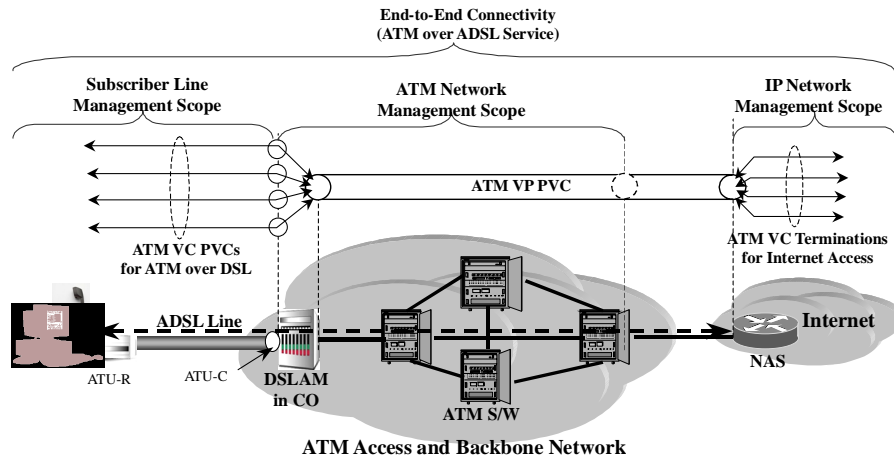 End-to-End Connectivity
(ATM over ADSL Service)
Subscriber Line
Management Scope
ATM Network
Management Scope
IP Network
Management Scope
ATM VP PVC
ATM VC PVCs
for ATM over DSL
ATM VC Terminations
for Internet Access
ADSL Line
Internet
ATU-R
ATU-C
DSLAM
in CO
ATM S/W
NAS
ATM Access and Backbone Network